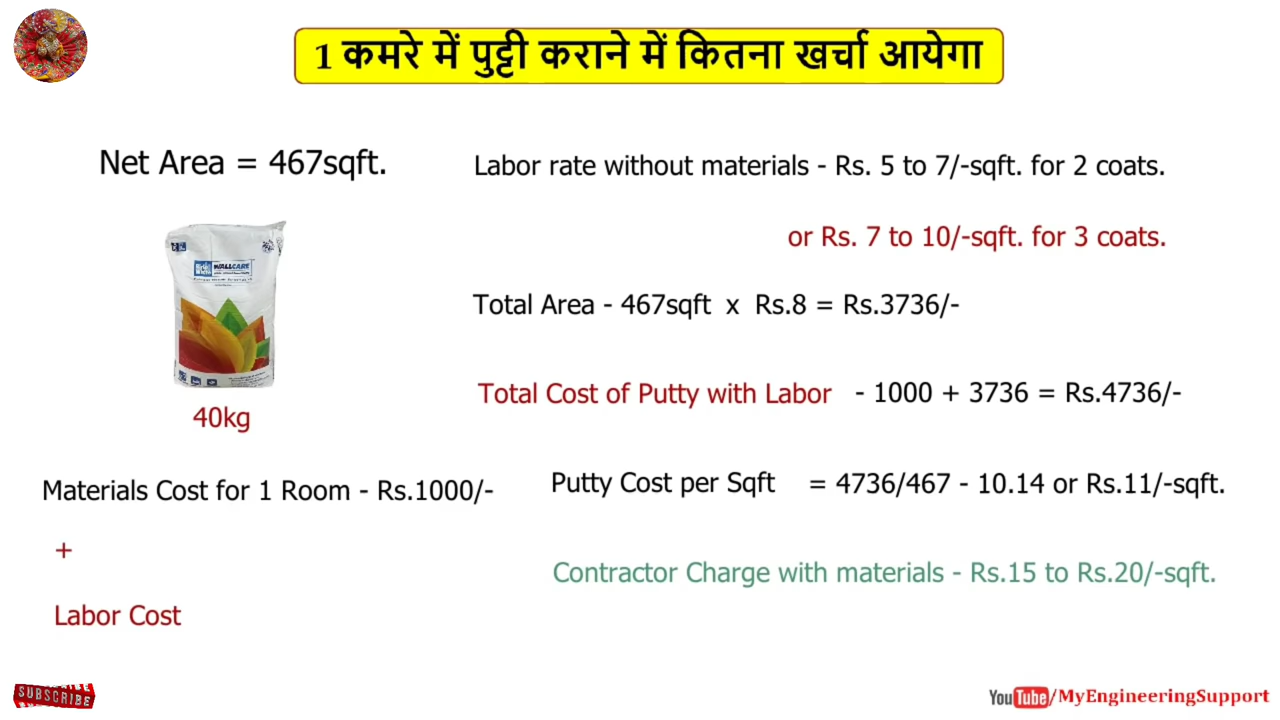 1 कमरे में पुट्टी कराने में कितना खर्चा आयेगा
Net Area = 467sqft.
Labor rate without materials - Rs. 5 to 7/-sqft. for 2 coats.
or Rs. 7 to 10/-sqft. for 3 coats.
Total Area - 467sqft x Rs.8 = Rs.3736/-
WALLCARE
40kg
Total Cost of Putty with Labor - 1000 + 3736 = Rs.4736/-
Materials Cost for 1 Room - Rs.1000/-
+
Labor Cost
Putty Cost per Sqft = 4736/467 - 10.14 or Rs.11/-sqft.
Contractor Charge with materials - Rs.15 to Rs.20/-sqft.
SUBSCRIBE
YouTube/MyEngineeringSupport